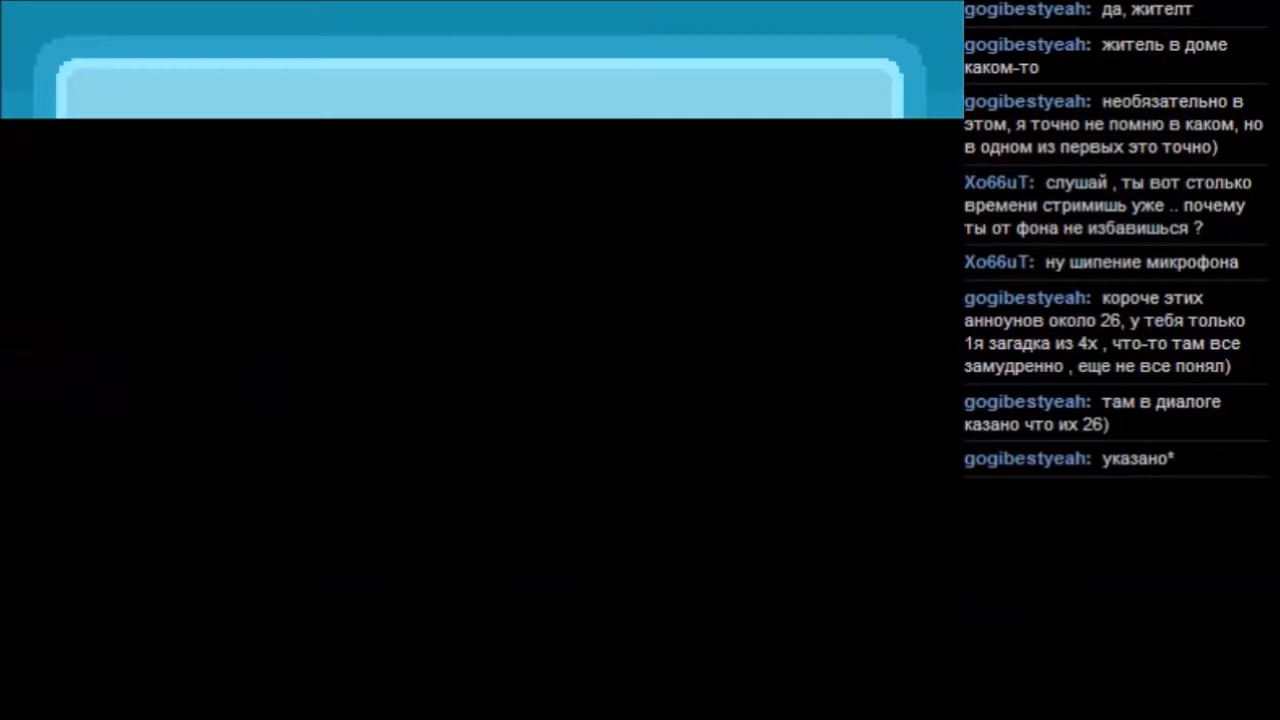 gogibestyeah: да, жителт
gogibestyeah: житель в доме
каком-то
gogibestyeah: необязательно в
этом, я точно не помню в каком, но
в одном из первых это точно)
Xo66uT: слушай , ты вот столько
времени стримишь уже .. почему
ты от фона не избавишься ?
Xo66uT: ну шипение микрофона
gogibestyeah: короче этих
анноунов около 26, у тебя только
1я загадка из 4х , что-то там все
замудренно , еще не все понял)
gogibestyeah: там в диалоге
казано что их 26)
gogibestyeah: указано*